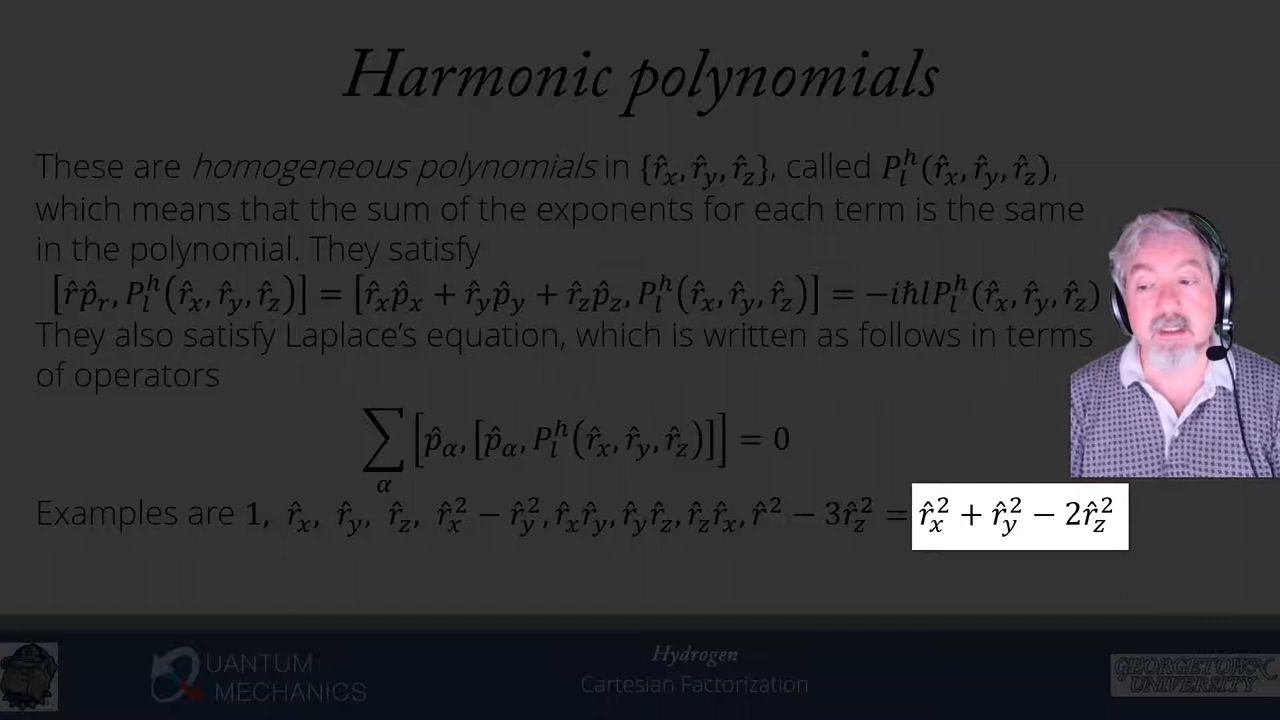 Harmonic polynomials
These are homogeneous polynomials in {r̂ₓ, r̂_y, r̂_z}, called P_l^h(r̂ₓ, r̂_y, r̂_z),
which means that the sum of the exponents for each term is the same
in the polynomial. They satisfy
[r̂p̂_r, P_l^h(r̂ₓ, r̂_y, r̂_z)] = [r̂ₓp̂ₓ + r̂_yp̂_y + r̂_zp̂_z, P_l^h(r̂ₓ, r̂_y, r̂_z)] = −iħlP_l^h(r̂ₓ, r̂_y, r̂_z)
They also satisfy Laplace's equation, which is written as follows in terms
of operators
∑_α [p̂_α, [p̂_α, P_l^h(r̂ₓ, r̂_y, r̂_z)]] = 0
Examples are 1, r̂ₓ, r̂_y, r̂_z, r̂ₓ² − r̂_y², r̂ₓr̂_y, r̂_yr̂_z, r̂_zr̂ₓ, r̂² − 3r̂_z² = r̂ₓ² + r̂_y² − 2r̂_z²
QUANTUM
MECHANICS
Hydrogen
Cartesian Factorization
GEORGETOWN
UNIVERSITY